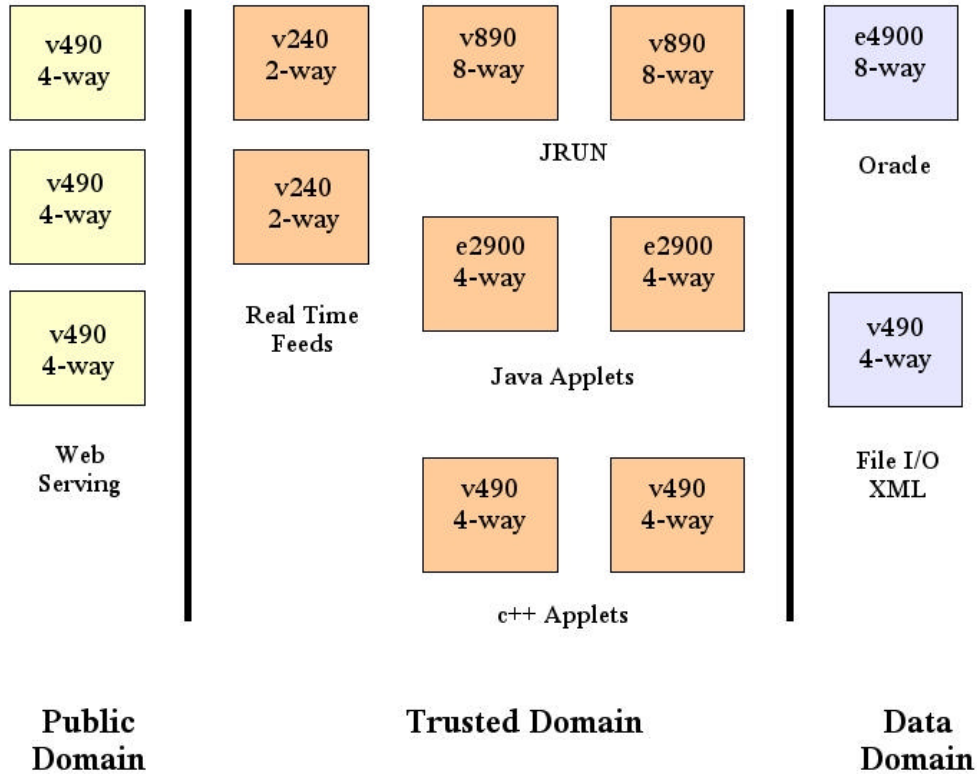 v490
4-way
v490
4-way
v490
4-way
Web
Serving
v240
2-way
v240
2-way
Real Time
Feeds
v890
8-way
v890
8-way
JRUN
e2900
4-way
e2900
4-way
Java Applets
v490
4-way
v490
4-way
c++ Applets
e4900
8-way
Oracle
v490
4-way
File I/O
XML
Public
Domain
Trusted Domain
Data
Domain